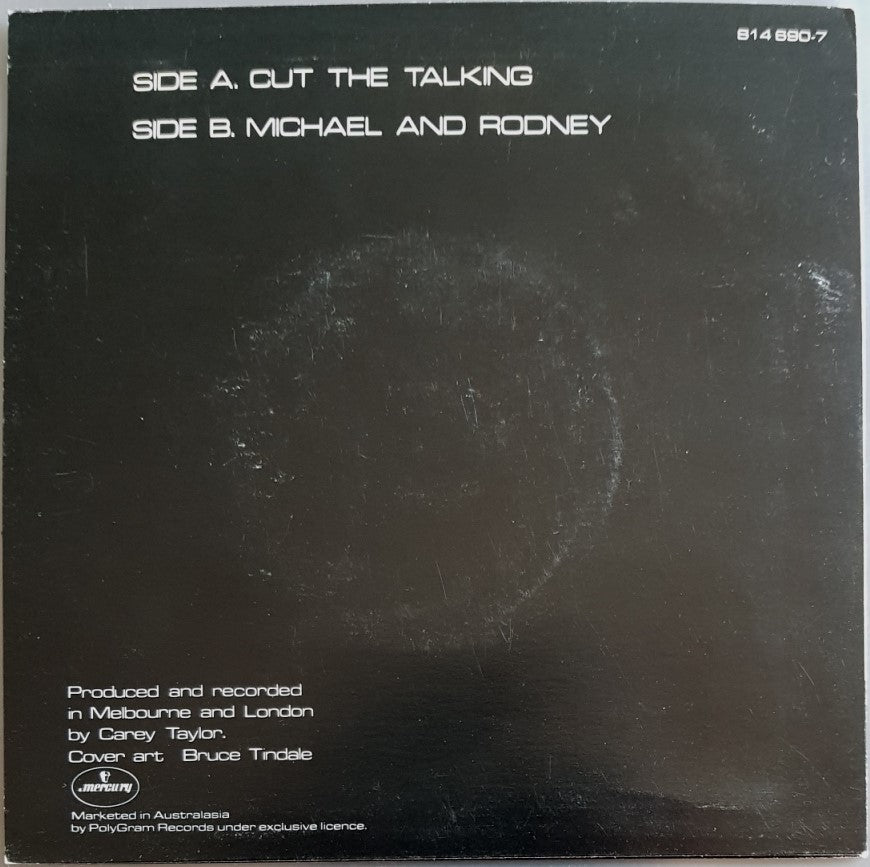 814 690-7
SIDE A. CUT THE TALKING
SIDE B. MICHAEL AND RODNEY
Produced and recorded
in Melbourne and London
by Carey Taylor.
Cover art Bruce Tindale
mercury
Marketed in Australasia
by PolyGram Records under exclusive licence.